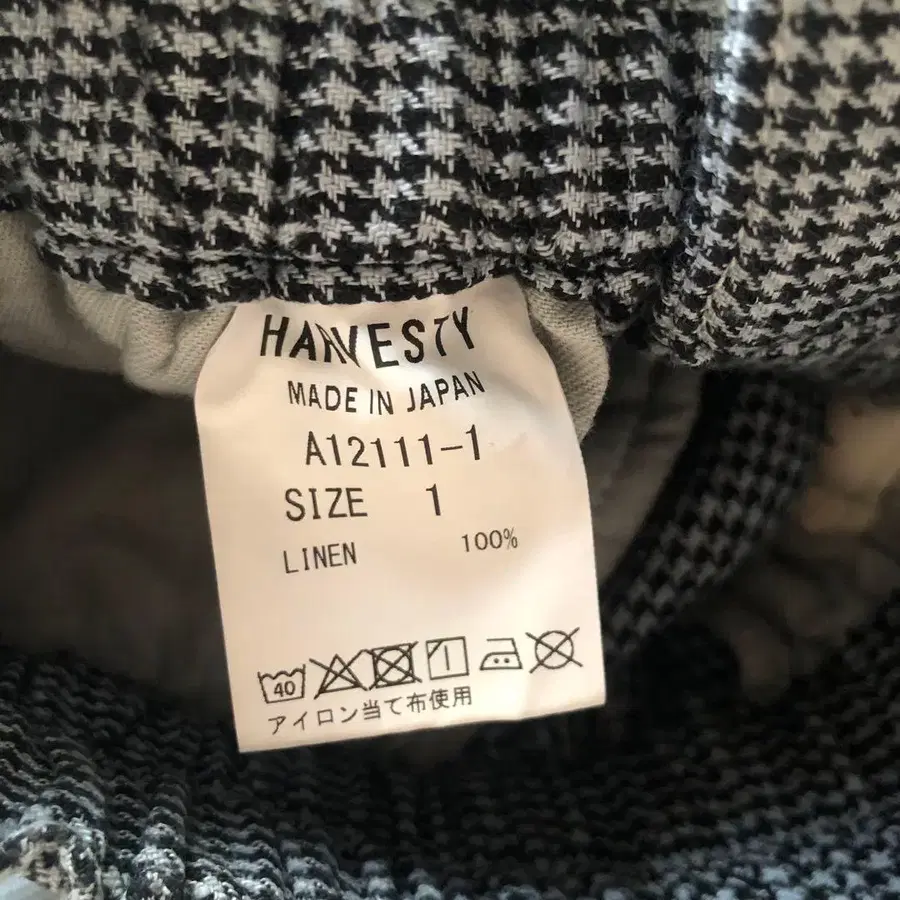 HARVESTY
MADE IN JAPAN
A12111-1
SIZE 1
LINEN 100%
40
アイロン当て布使用